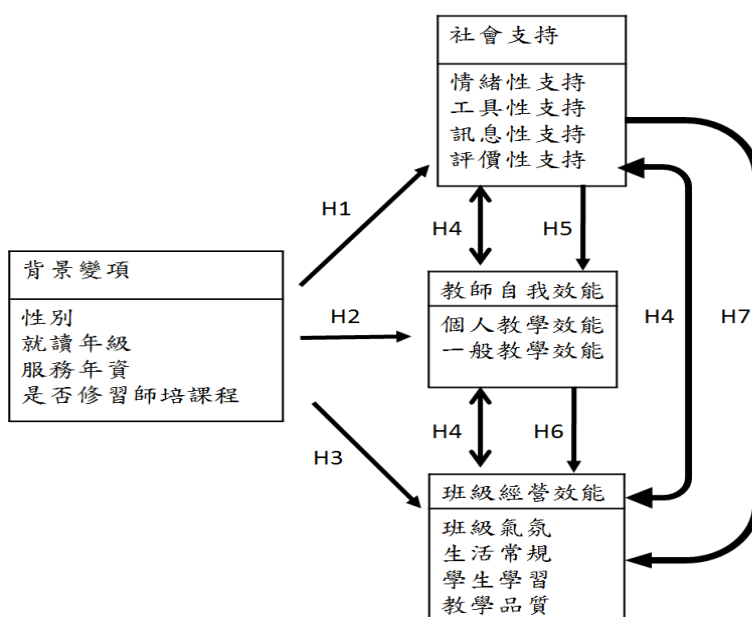 社會支持
情緒性支持
工具性支持
訊息性支持
評價性支持
H1
H4
H5
背景變項
性別
就讀年級
服務年資
是否修習師培課程
H2
教師自我效能
個人教學效能
一般教學效能
H4
H7
H3
H4
H6
班級經營效能
班級氣氛
生活常規
學生學習
教學品質